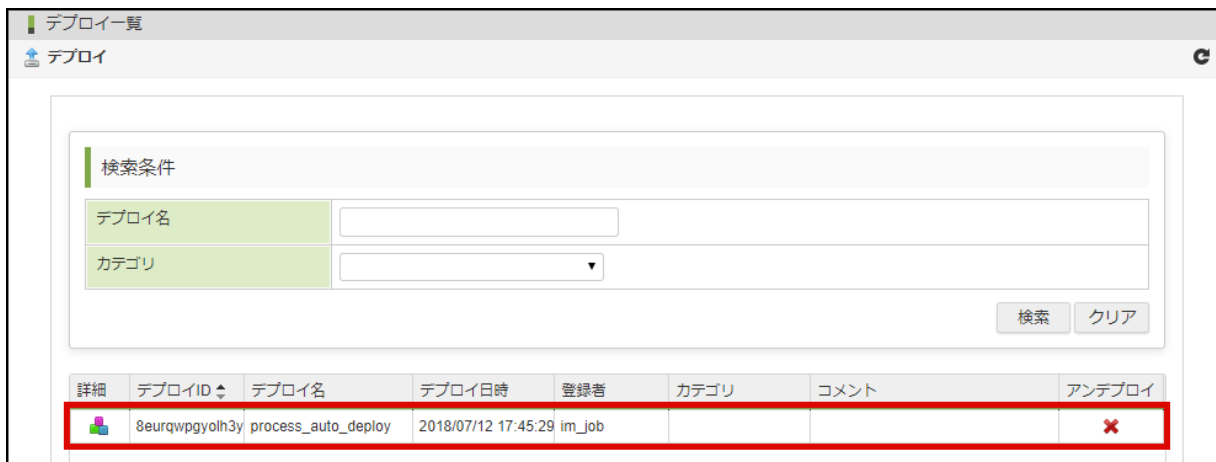 デプロイ一覧
デプロイ
検索条件
デプロイ名
カテゴリ
検索 クリア
詳細 デプロイID デプロイ名 デプロイ日時 登録者 カテゴリ コメント アンデプロイ
8eurqwpgyolh3y process_auto_deploy 2018/07/12 17:45:29 im_job